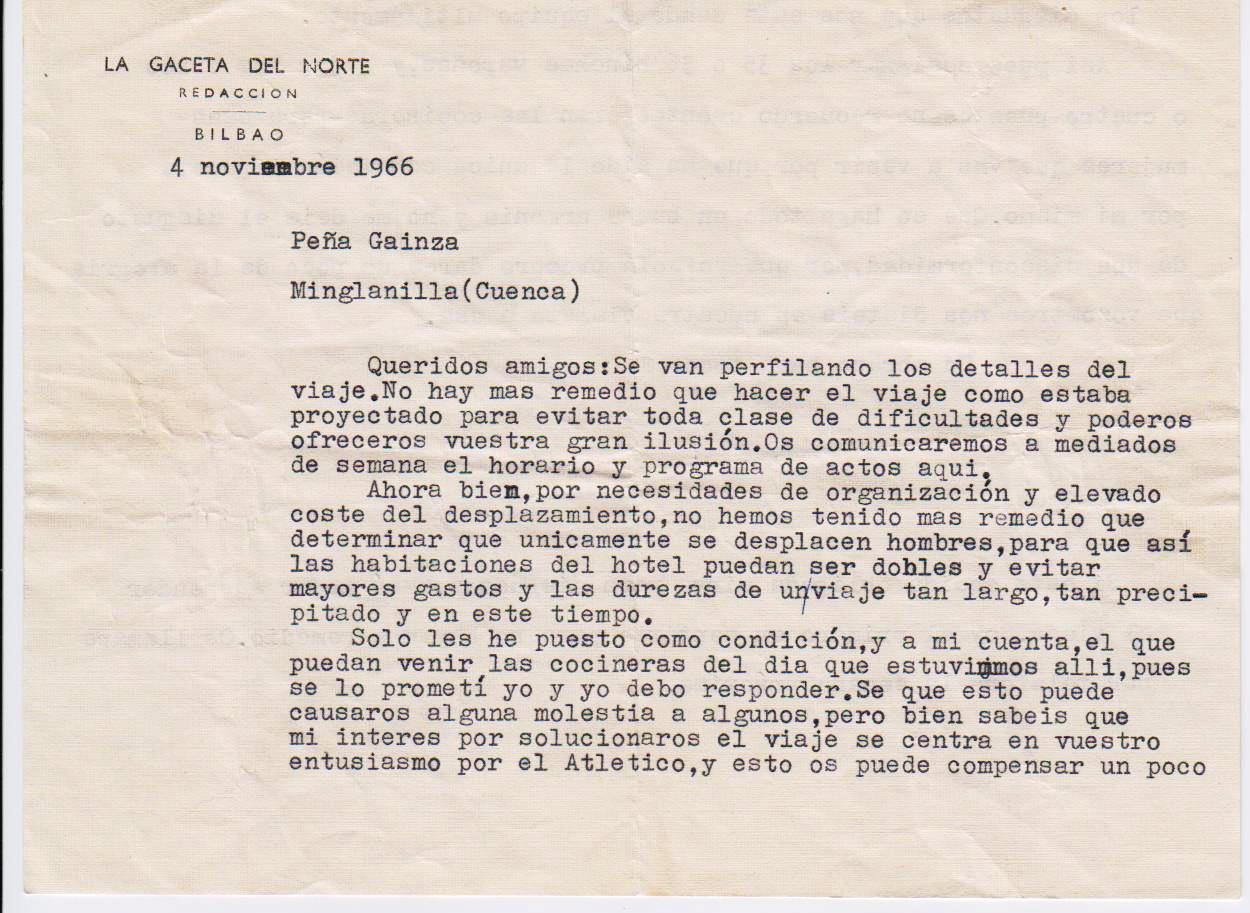 LA GACETA DEL NORTE
REDACCION
BILBAO
4 noviembre 1966
Peña Gainza
Minglanilla(Cuenca)
Queridos amigos:Se van perfilando los detalles del
viaje.No hay mas remedio que hacer el viaje como estaba
proyectado para evitar toda clase de dificultades y poderos
ofreceros vuestra gran ilusión.Os comunicaremos a mediados
de semana el horario y programa de actos aqui.
Ahora bien,por necesidades de organización y elevado
coste del desplazamiento,no hemos tenido mas remedio que
determinar que unicamente se desplacen hombres,para que así
las habitaciones del hotel puedan ser dobles y evitar
mayores gastos y las durezas de un/viaje tan largo,tan preci-
pitado y en este tiempo.
Solo les he puesto como condición,y a mi cuenta,el que
puedan venir las cocineras del dia que estuvimos alli,pues
se lo prometí yo y yo debo responder.Se que esto puede
causaros alguna molestia a algunos,pero bien sabeis que
mi interes por solucionaros el viaje se centra en vuestro
entusiasmo por el Atletico,y esto os puede compensar un poco